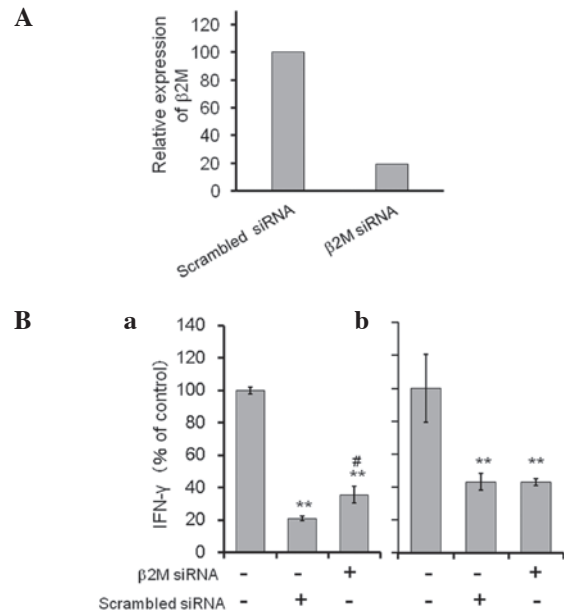 A
Relative expression
of β2M
120
100
80
60
40
20
0
Scrambled siRNA
β2M siRNA
B
a
b
IFN-γ (% of control)
140
120
100
80
60
40
20
0
**
#
**
**
**
β2M siRNA - - + - - +
Scrambled siRNA - + - - + -